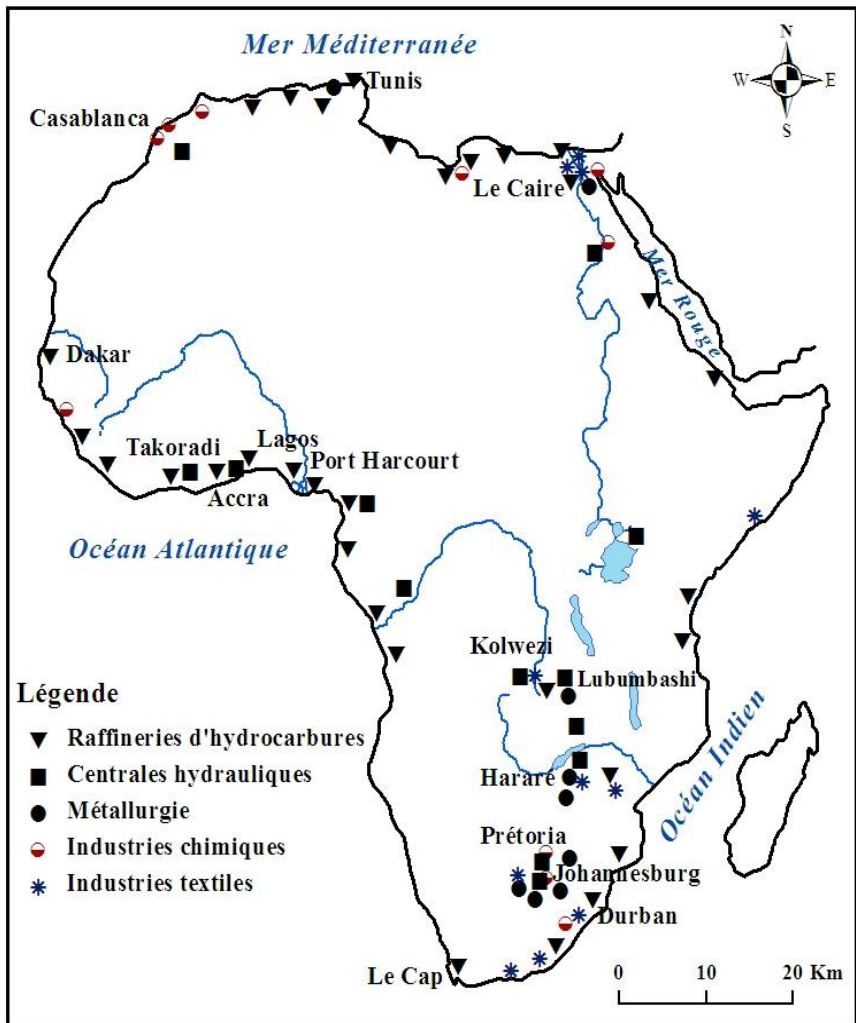 Mer Méditerranée
N
W
E
S
Tunis
Casablanca
Le Caire
Mer Rouge
Dakar
Takoradi
Lagos
Port Harcourt
Accra
Océan Atlantique
Kolwezi
Lubumbashi
Harare
Océan Indien
Prétoria
Johannesburg
Durban
Le Cap
Légende
Raffineries d'hydrocarbures
Centrales hydrauliques
Métallurgie
Industries chimiques
Industries textiles
0 10 20 Km